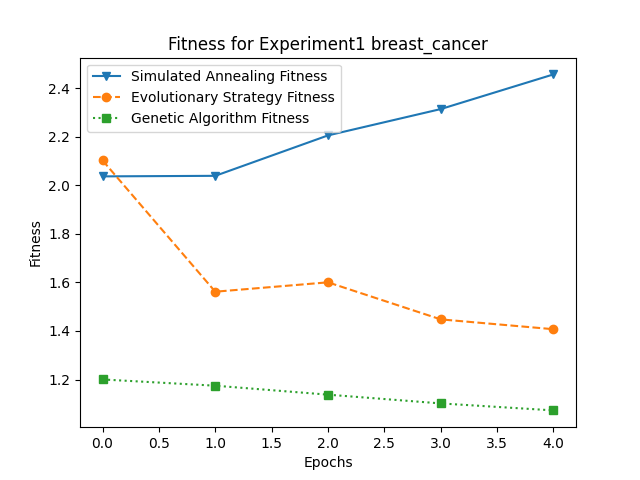 Fitness for Experiment1 breast_cancer
Simulated Annealing Fitness
Evolutionary Strategy Fitness
Genetic Algorithm Fitness
Fitness
2.4
2.2
2.0
1.8
1.6
1.4
1.2
0.0 0.5 1.0 1.5 2.0 2.5 3.0 3.5 4.0
Epochs